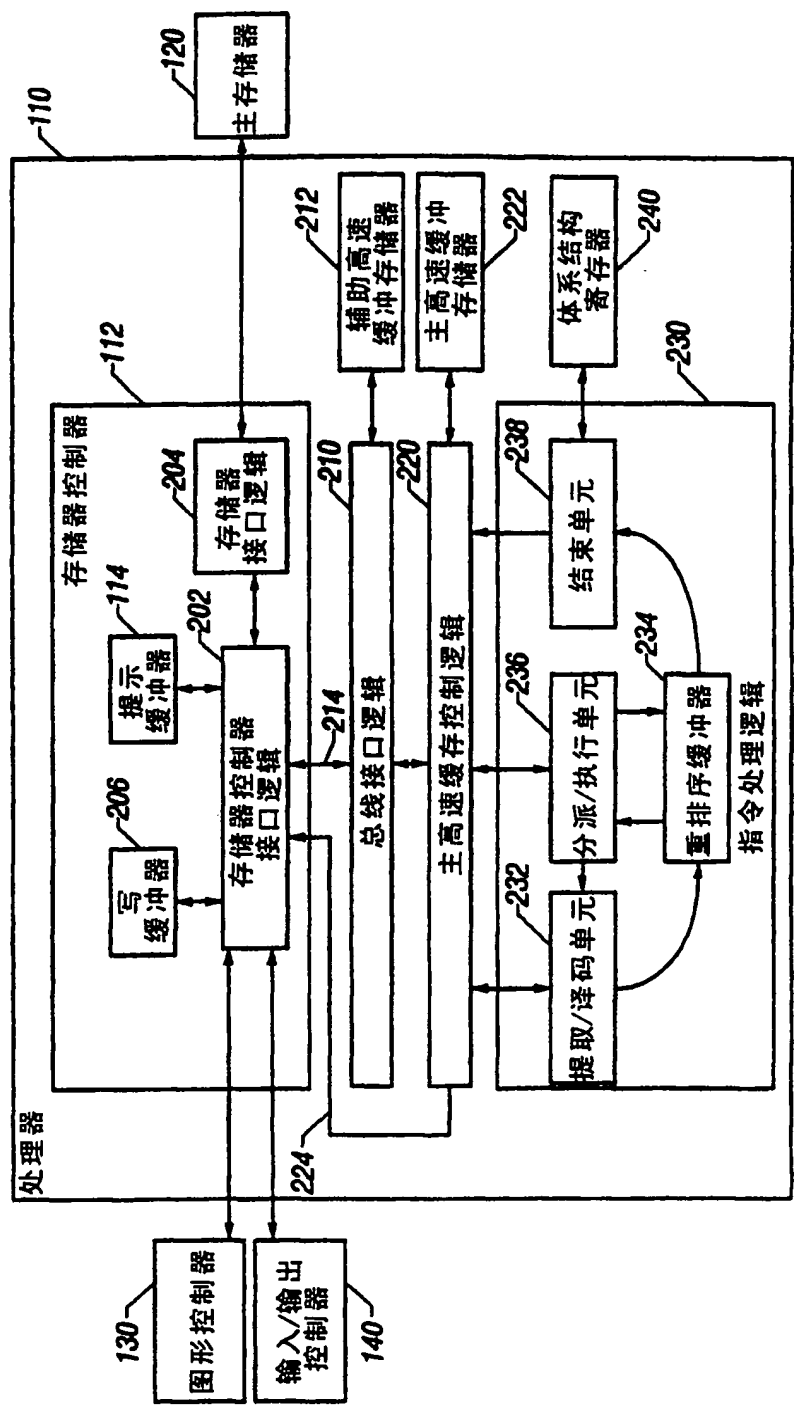 处理器
110
主存储器
120
图形控制器
130
输入/输出
控制器
140
存储器控制器
112
写
缓冲器
206
提示
缓冲器
114
存储器控制器
接口逻辑
202
存储器
接口逻辑
204
214
224
总线接口逻辑
210
辅助高速
缓冲存储器
212
主高速缓存控制逻辑
220
主高速缓冲
存储器
222
提取/译码单元
232
分派/执行单元
236
结束单元
238
体系结构
寄存器
240
重排序缓冲器
234
指令处理逻辑
230